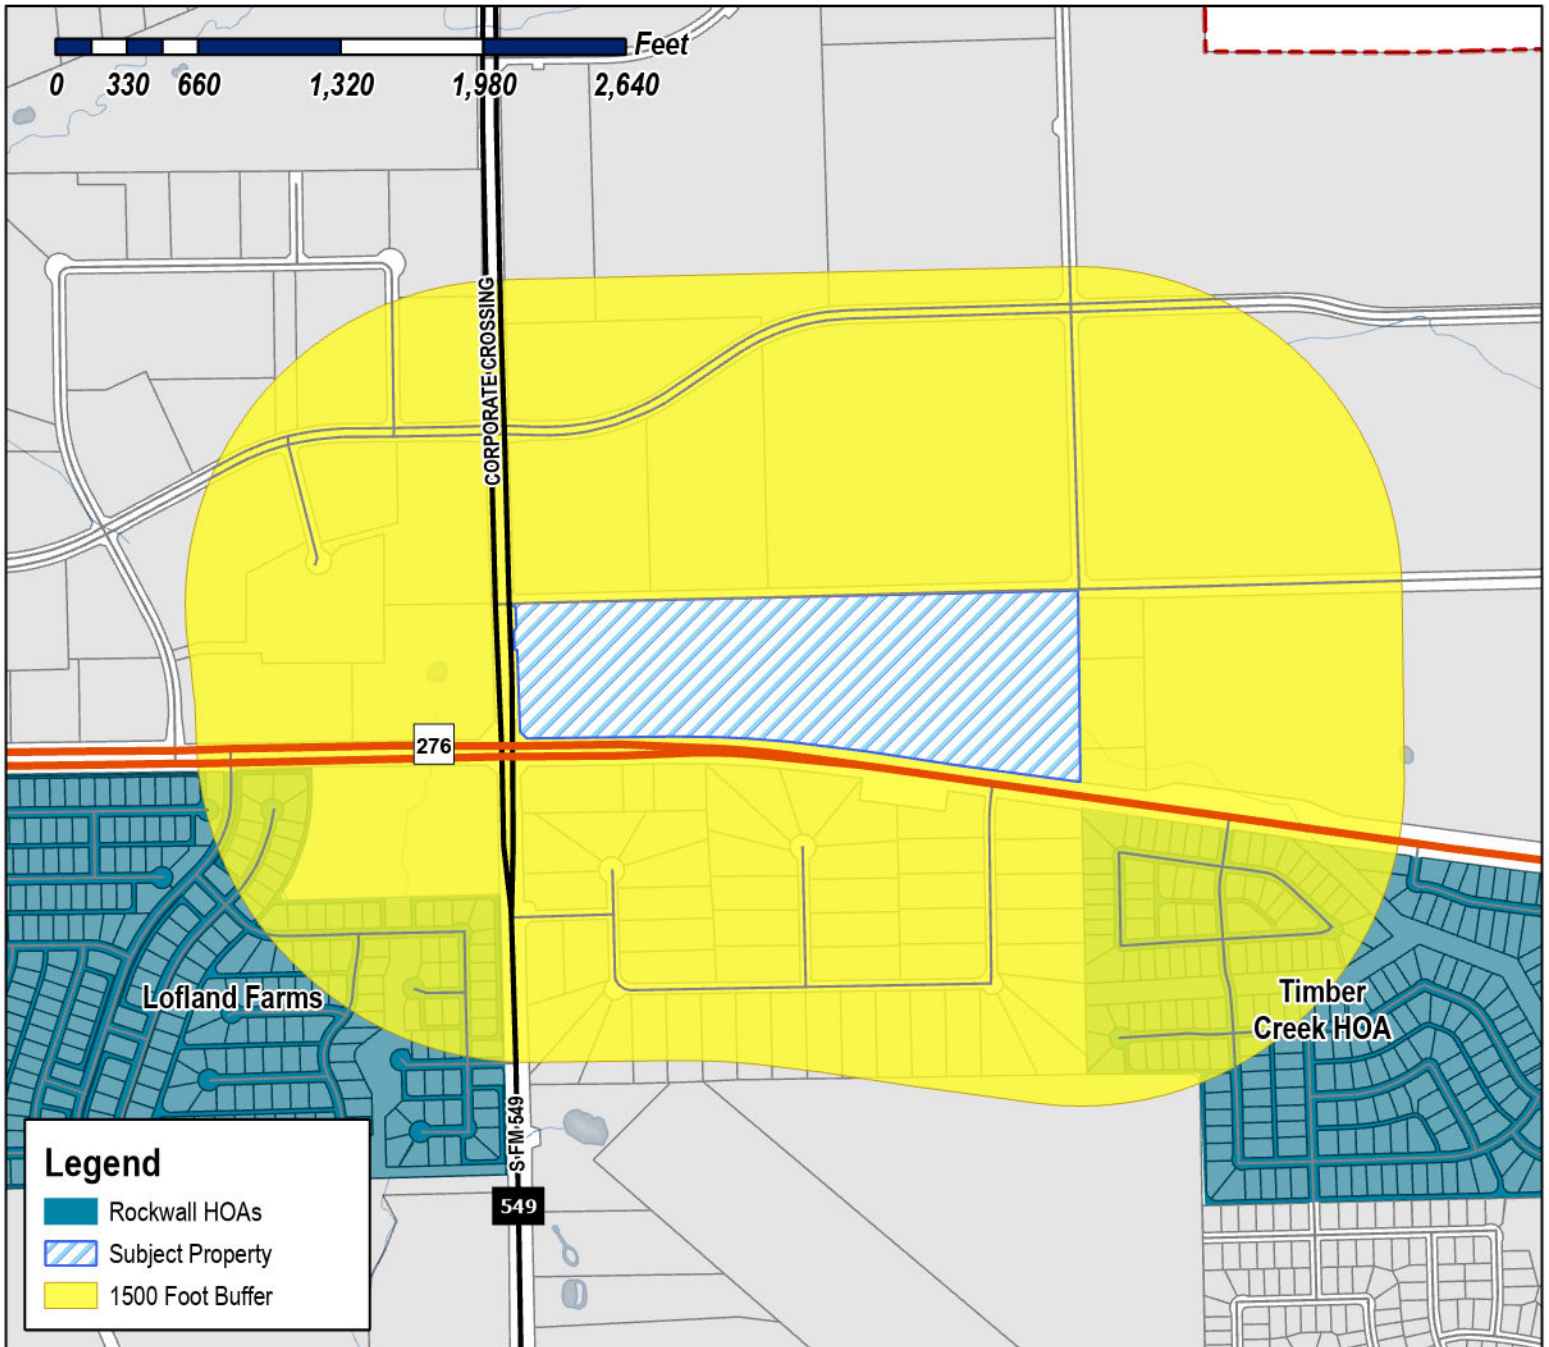 Feet
0 330 660 1,320 1,980 2,640
CORPORATE CROSSING
276
Lofland Farms
Timber
Creek HOA
S FM 549
549
Legend
Rockwall HOAs
Subject Property
1500 Foot Buffer